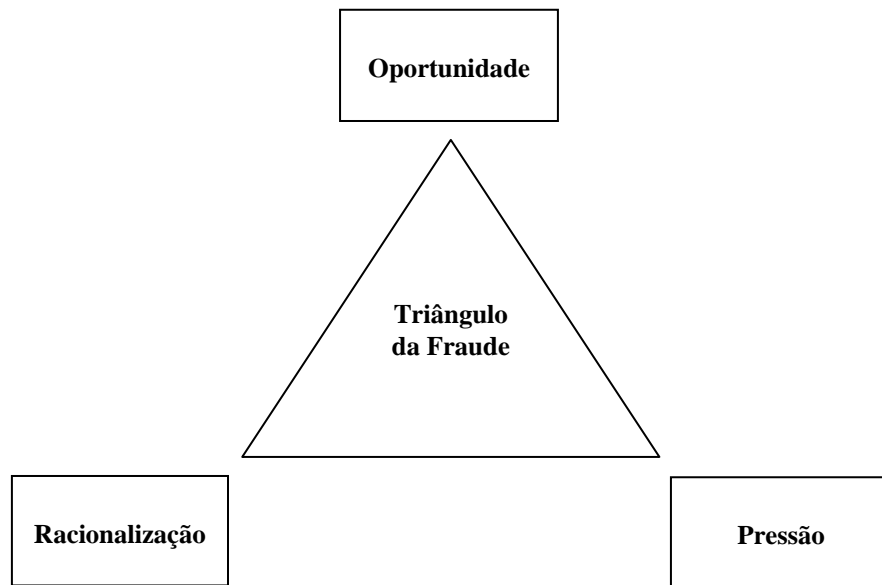 Oportunidade
Triângulo
da Fraude
Racionalização
Pressão